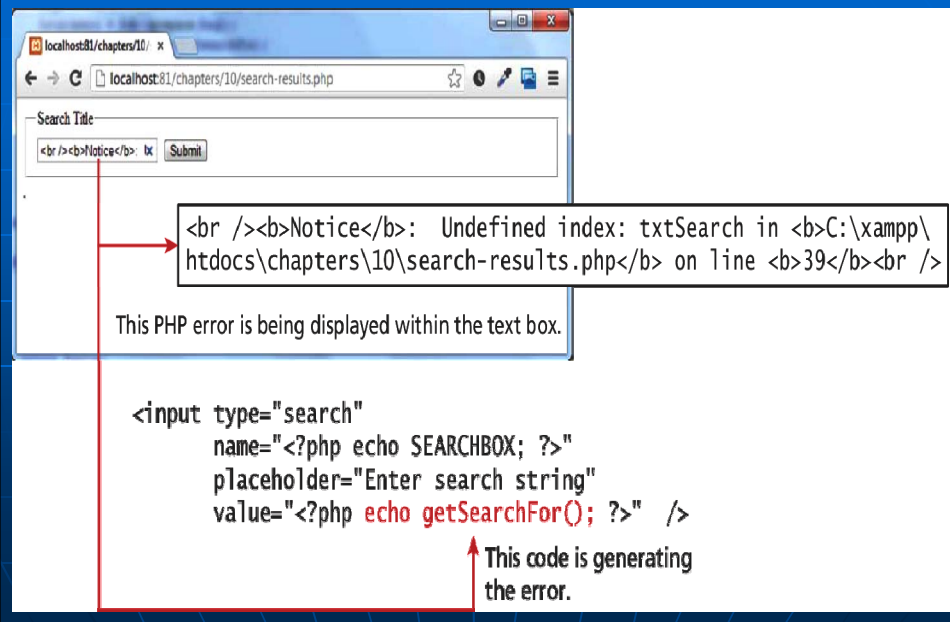 localhost:81/chapters/10/
localhost:81/chapters/10/search-results.php
Search Title
<br /><b>Notice</b>:
Submit
<br /><b>Notice</b>:  Undefined index: txtSearch in <b>C:\xampp\
htdocs\chapters\10\search-results.php</b> on line <b>39</b><br />
This PHP error is being displayed within the text box.
<input type="search"
name="<?php echo SEARCHBOX; ?>"
placeholder="Enter search string"
value="<?php echo getSearchFor(); ?>"  />
This code is generating
the error.